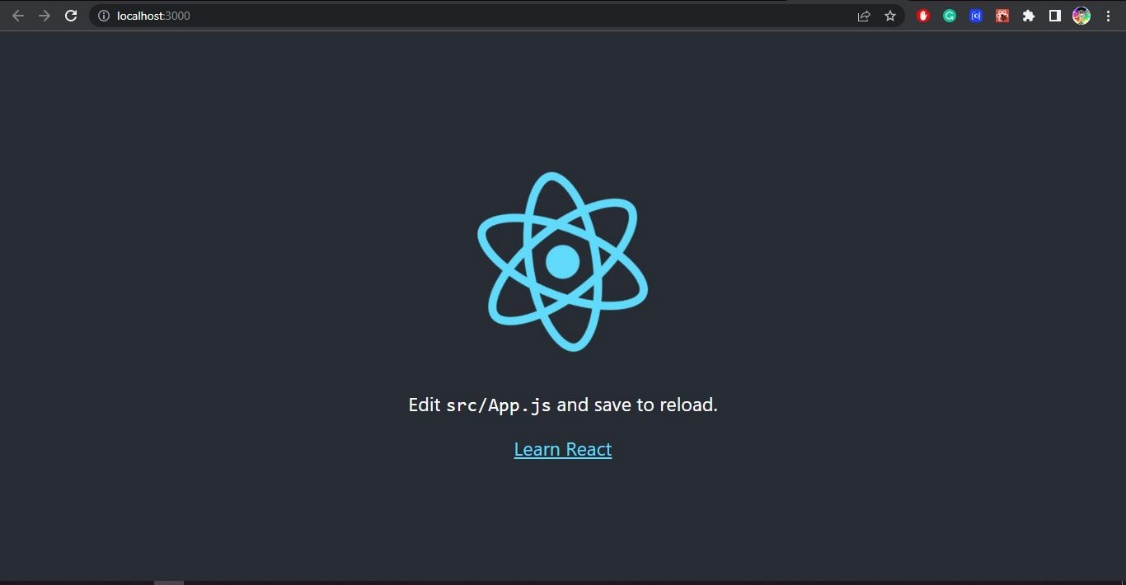 localhost:3000
Edit src/App.js and save to reload.
Learn React